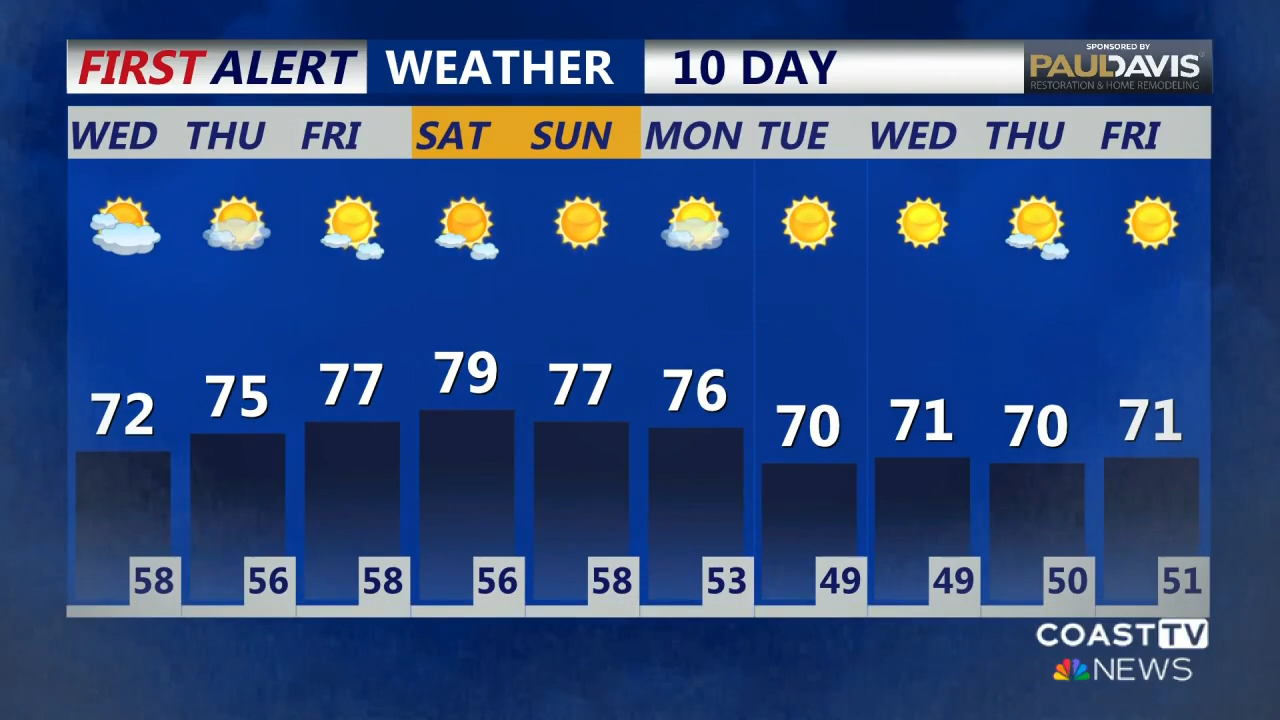 FIRST ALERT WEATHER 10 DAY
SPONSORED BY
PAUL DAVIS
RESTORATION & HOME REMODELING
WED THU FRI SAT SUN MON TUE WED THU FRI
72 75 77 79 77 76 70 71 70 71
58 56 58 56 58 53 49 49 50 51
COAST TV
NEWS